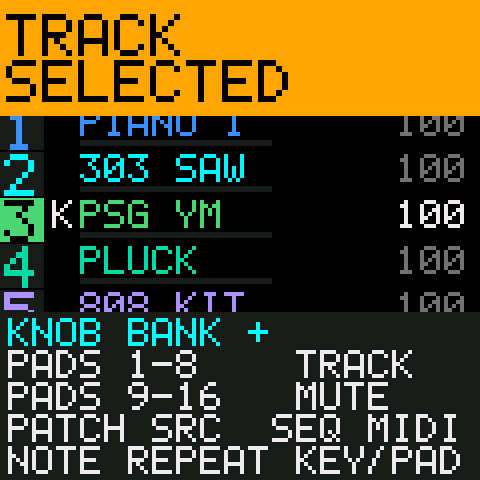 TRACK
SELECTED
1 PIANO 1 100
2 303 SAW 100
3 K PSG YM 100
4 PLUCK 100
5 808 KIT 100
KNOB BANK +
PADS 1-8 TRACK
PADS 9-16 MUTE
PATCH SRC SEQ MIDI
NOTE REPEAT KEY/PAD